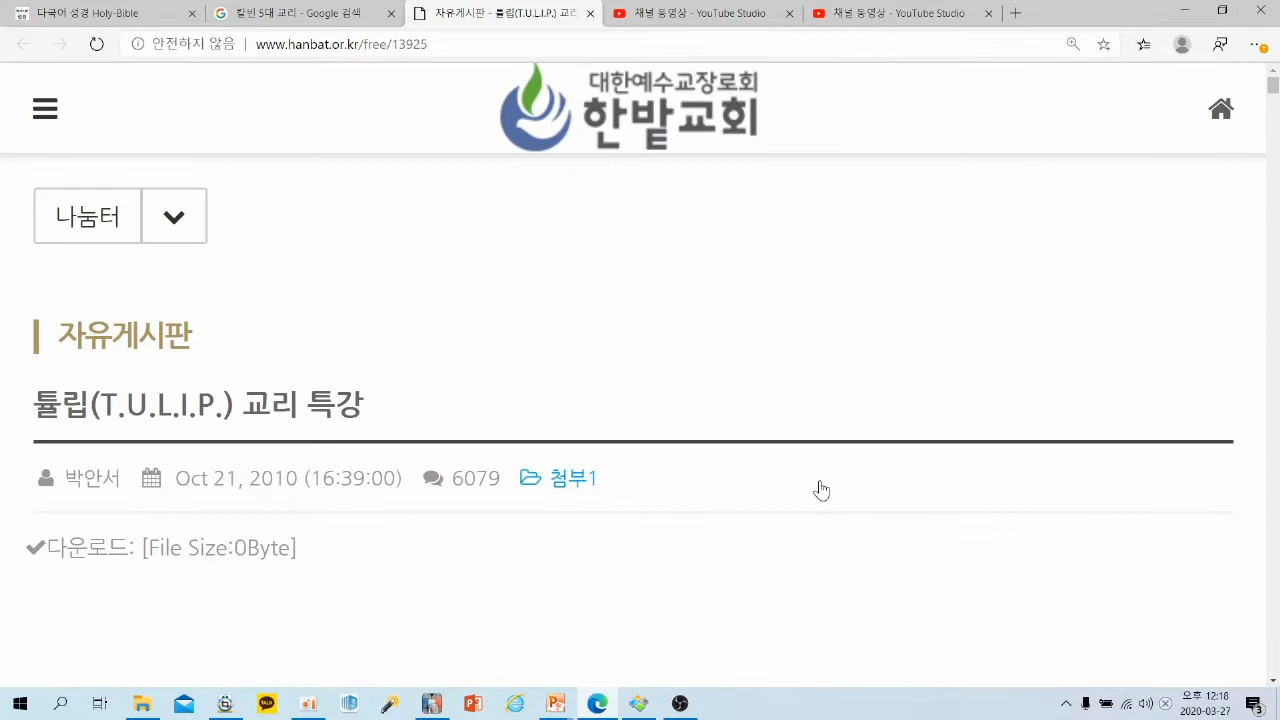 다국어 성경 Holybible
칼빈 5대 교리 - Google
자유게시판 - 튤립(T.U.L.I.P.) 교리
채널 동영상 - YouTube Studio
채널 동영상 - YouTube Studio
안전하지 않음 | www.hanbat.or.kr/free/13925
대한예수교장로회
한밭교회
나눔터
자유게시판
튤립(T.U.L.I.P.) 교리 특강
박안서 Oct 21, 2010 (16:39:00) 6079 첨부1
다운로드: [File Size:0Byte]
오후 12:18
2020-03-27